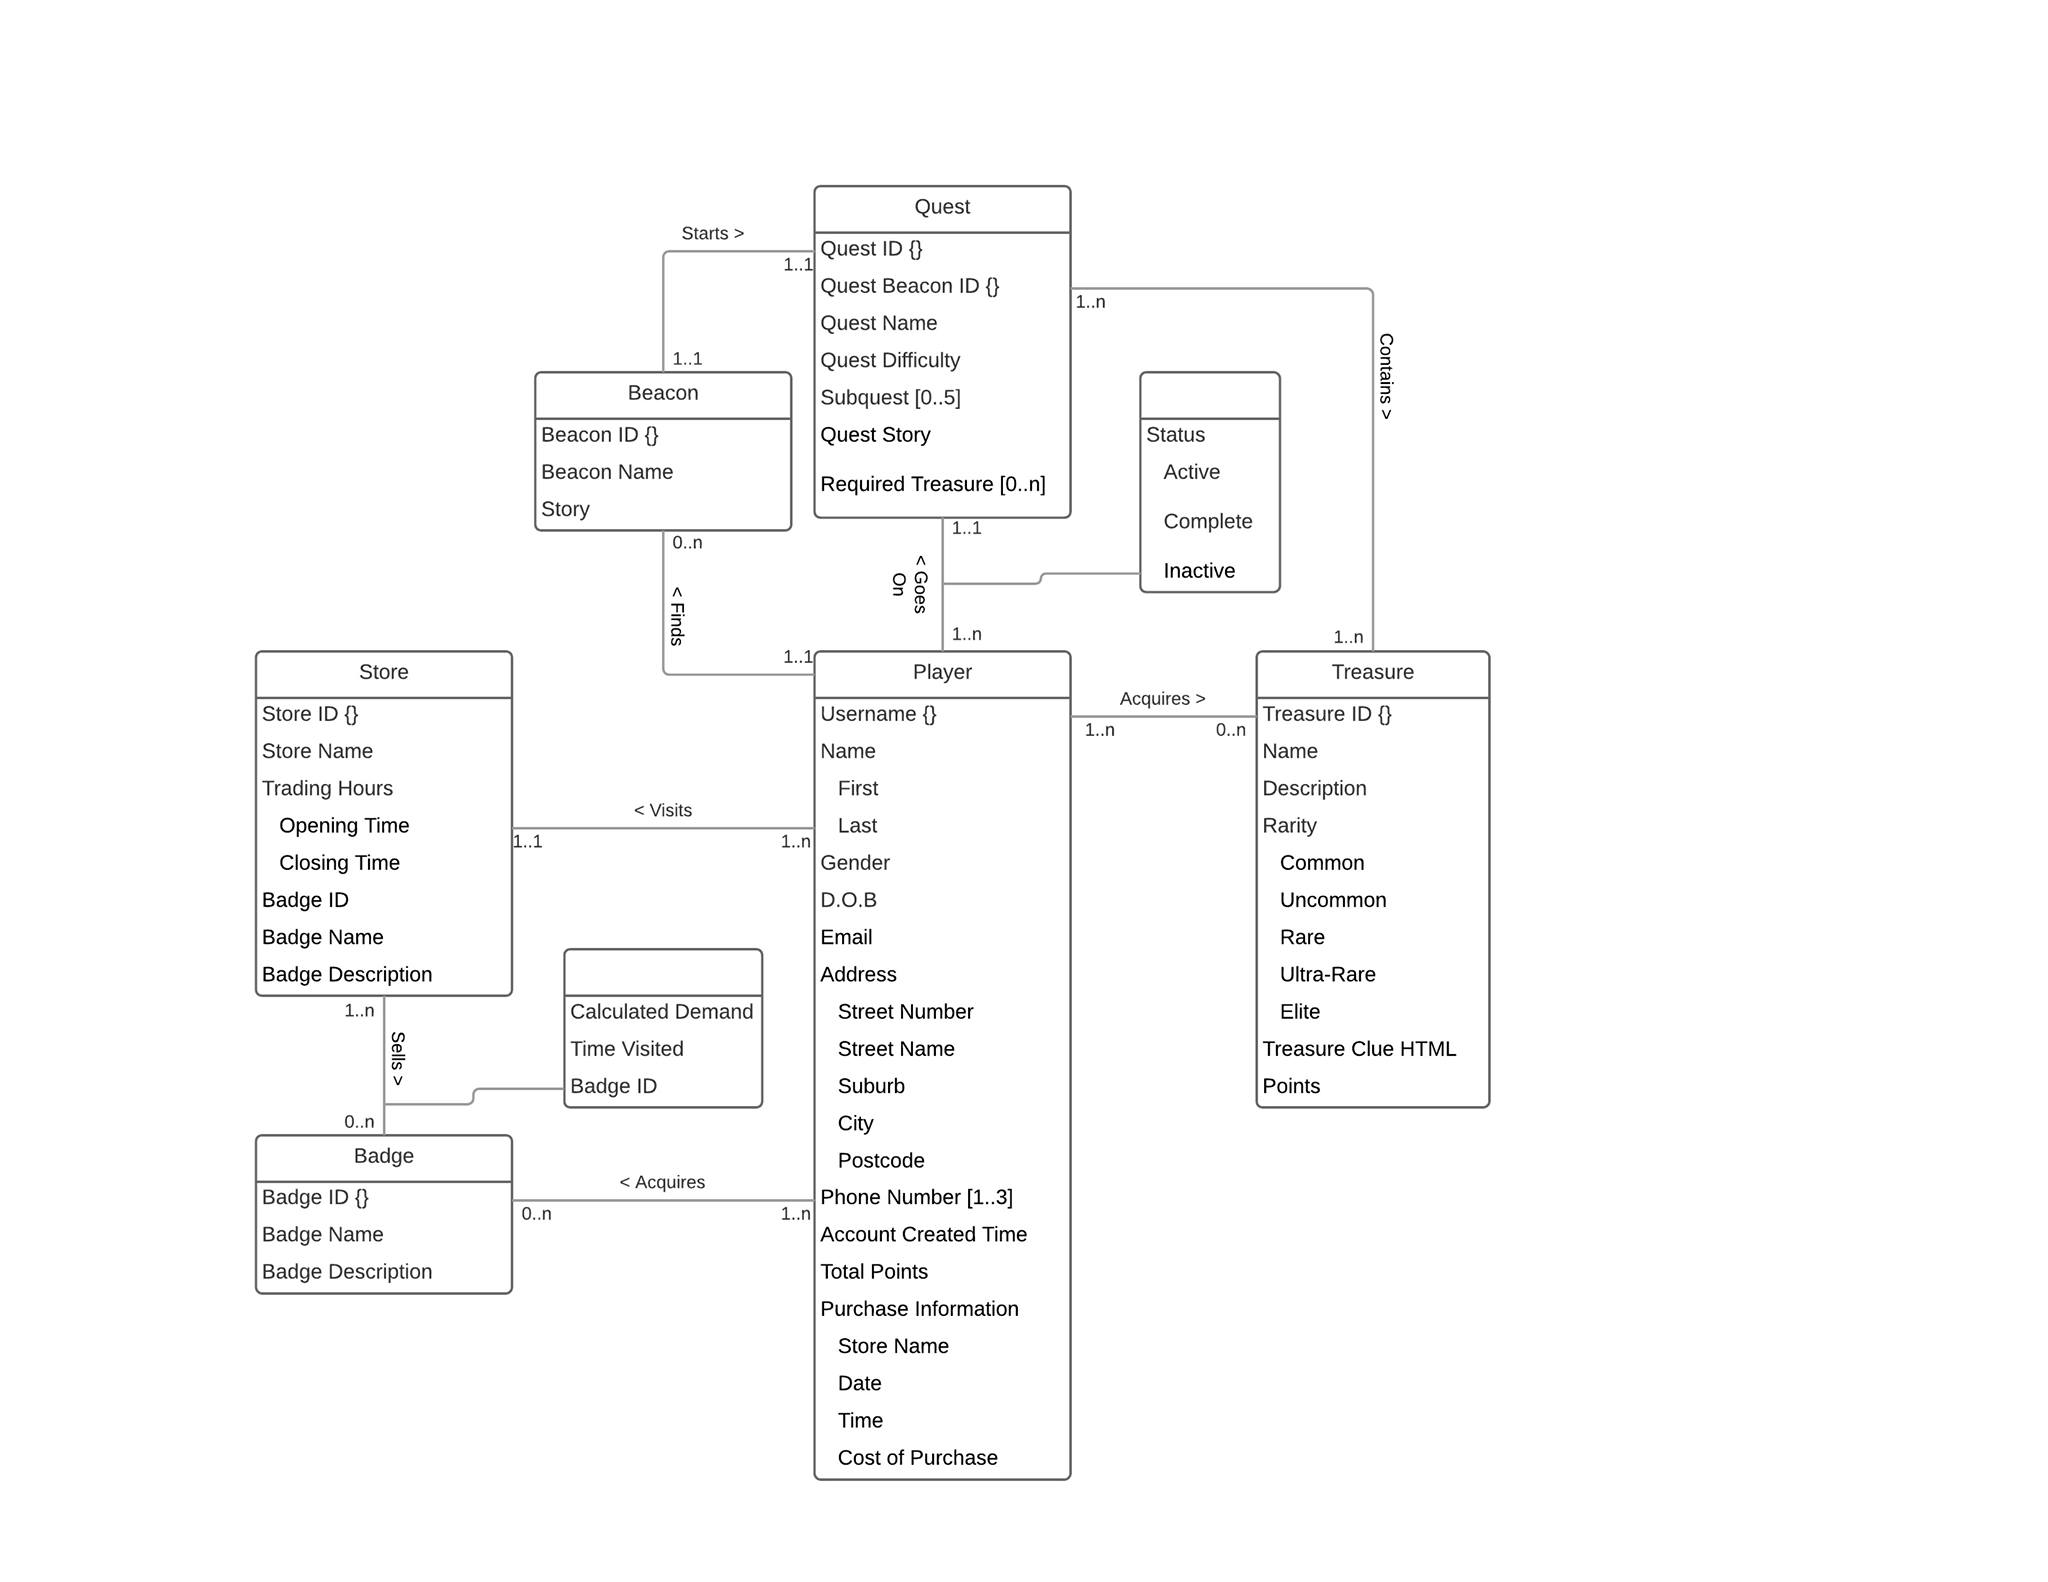 Quest
Quest ID {}
Quest Beacon ID {}
Quest Name
Quest Difficulty
Subquest [0..5]
Quest Story
Required Treasure [0..n]
Starts >
1..1
1..1
Beacon
Beacon ID {}
Beacon Name
Story
0..n
< Finds
1..1
1..1
< Goes
On
1..n
Status
Active
Complete
Inactive
1..n
Contains >
1..n
Store
Store ID {}
Store Name
Trading Hours
Opening Time
Closing Time
Badge ID
Badge Name
Badge Description
< Visits
1..1
1..n
Player
Username {}
Name
First
Last
Gender
D.O.B
Email
Address
Street Number
Street Name
Suburb
City
Postcode
Phone Number [1..3]
Account Created Time
Total Points
Purchase Information
Store Name
Date
Time
Cost of Purchase
Acquires >
1..n
0..n
Treasure
Treasure ID {}
Name
Description
Rarity
Common
Uncommon
Rare
Ultra-Rare
Elite
Treasure Clue HTML
Points
1..n
Sells >
0..n
Calculated Demand
Time Visited
Badge ID
Badge
Badge ID {}
Badge Name
Badge Description
< Acquires
0..n
1..n